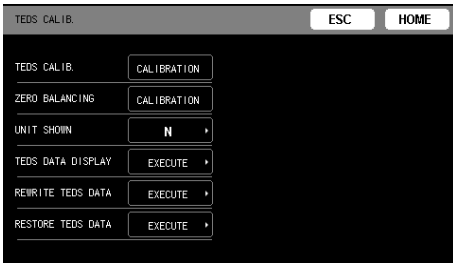 TEDS CALIB. ESC HOME
TEDS CALIB. CALIBRATION
ZERO BALANCING CALIBRATION
UNIT SHOWN N
TEDS DATA DISPLAY EXECUTE
REWRITE TEDS DATA EXECUTE
RESTORE TEDS DATA EXECUTE